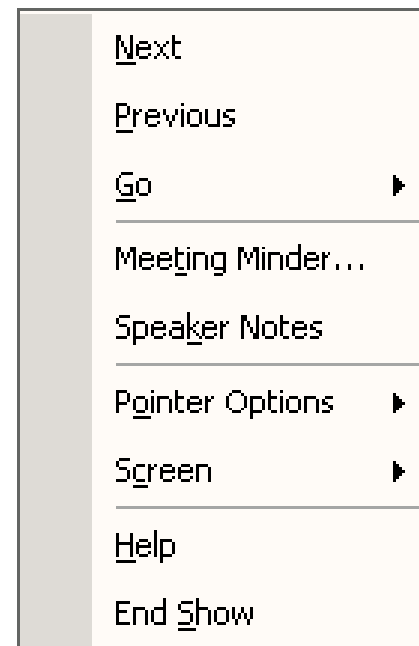 Next
Previous
Go
Meeting Minder...
Speaker Notes
Pointer Options
Screen
Help
End Show